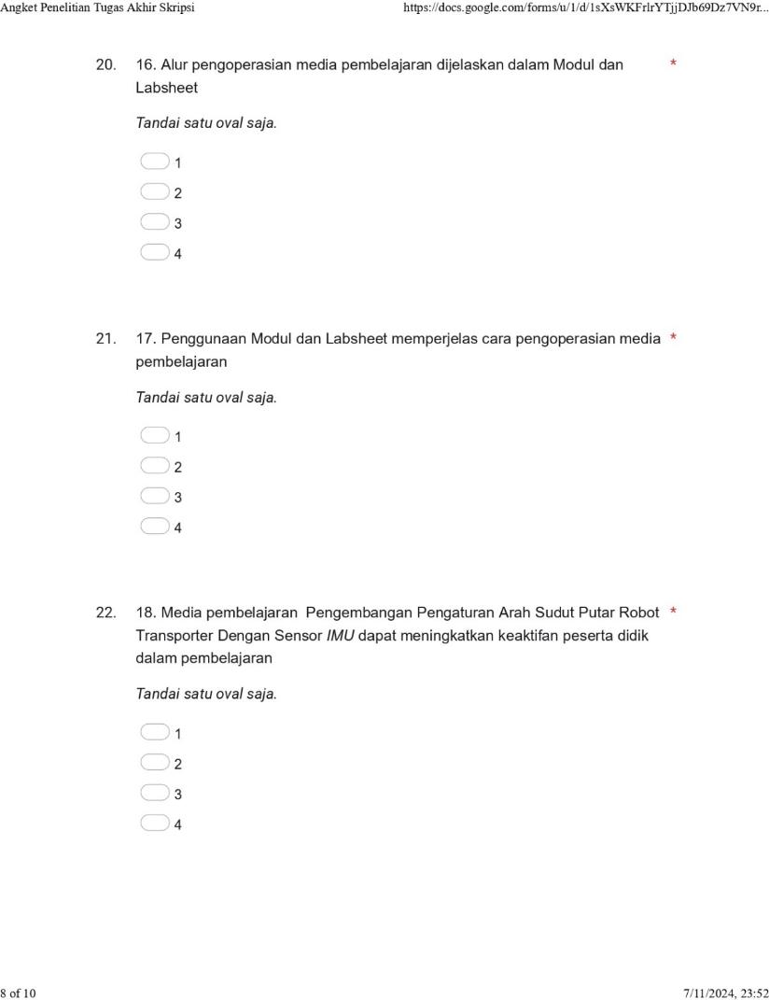 Angket Penelitian Tugas Akhir Skripsi https://docs.google.com/forms/u/1/d/1sXsWKFrlrYTjjDJb69Dz7VN9r...
20. 16. Alur pengoperasian media pembelajaran dijelaskan dalam Modul dan *
Labsheet
Tandai satu oval saja.
1
2
3
4
21. 17. Penggunaan Modul dan Labsheet memperjelas cara pengoperasian media *
pembelajaran
Tandai satu oval saja.
1
2
3
4
22. 18. Media pembelajaran Pengembangan Pengaturan Arah Sudut Putar Robot *
Transporter Dengan Sensor IMU dapat meningkatkan keaktifan peserta didik
dalam pembelajaran
Tandai satu oval saja.
1
2
3
4
8 of 10 7/11/2024, 23:52